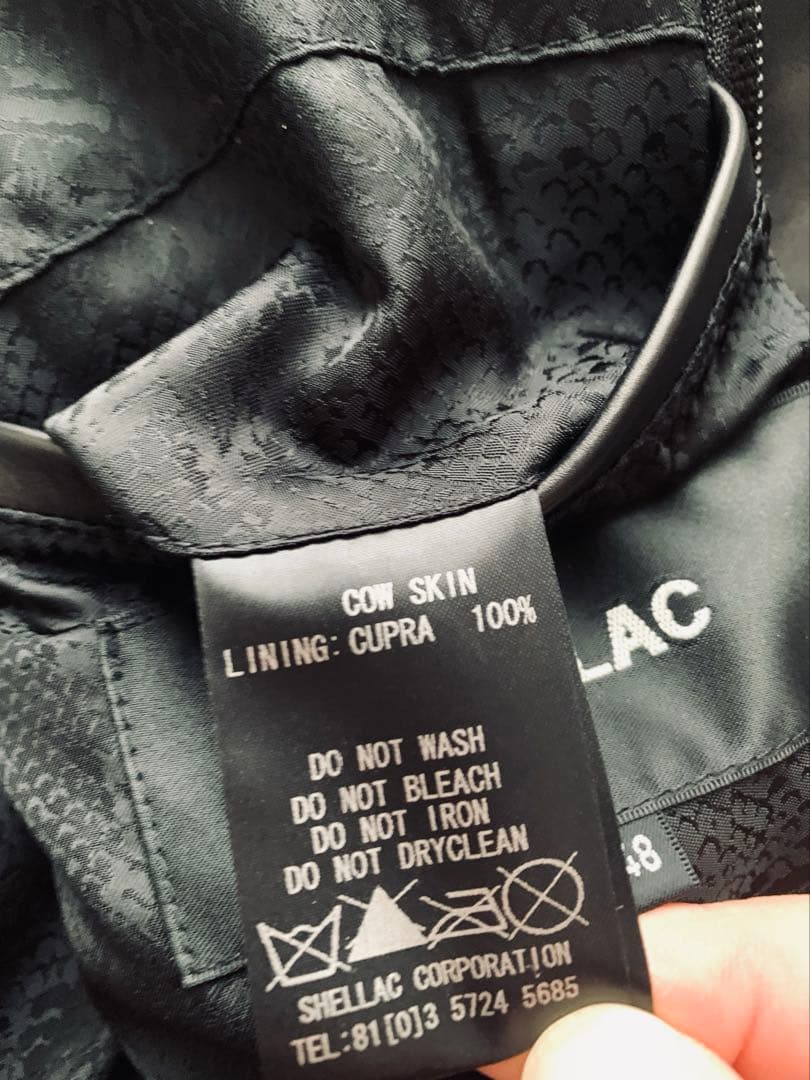 COW SKIN
LINING: CUPRA 100%
DO NOT WASH
DO NOT BLEACH
DO NOT IRON
DO NOT DRYCLEAN
SHELLAC CORPORATION
TEL:81[0]3 5724 5685
LAC
48